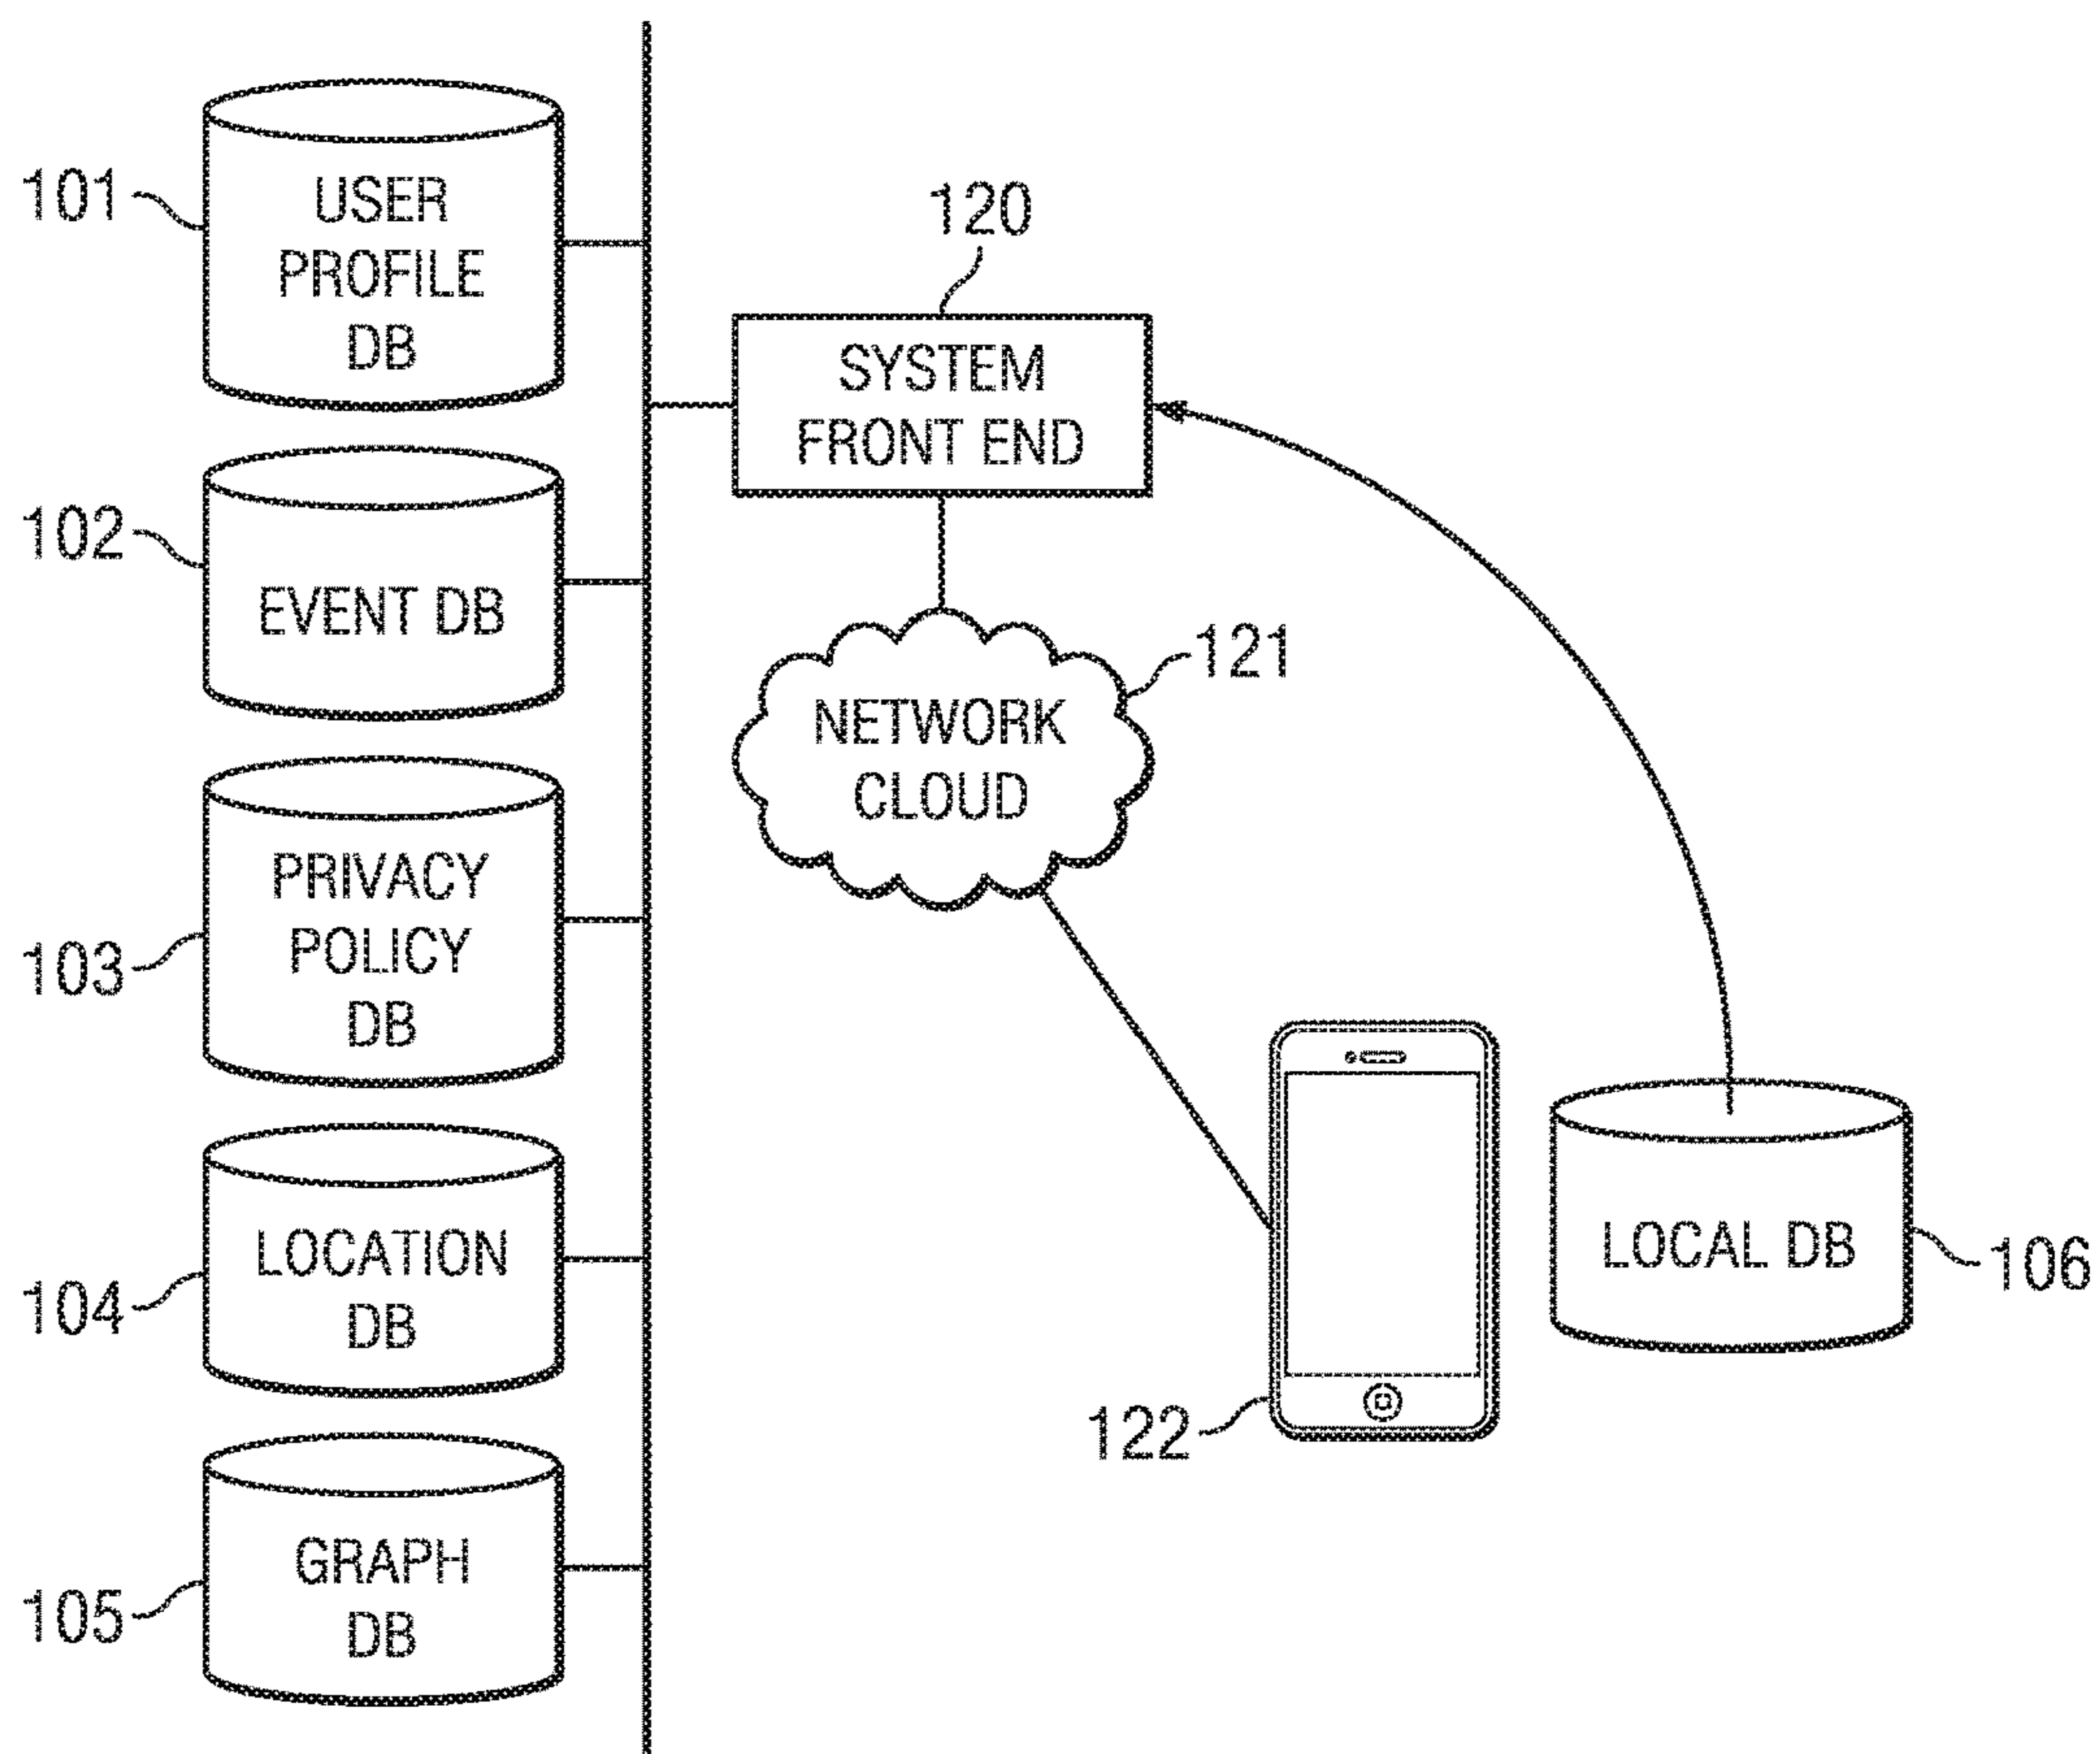 101
USER
PROFILE
DB
120
SYSTEM
FRONT END
102
EVENT DB
121
NETWORK
CLOUD
103
PRIVACY
POLICY
DB
104
LOCATION
DB
LOCAL DB
106
122
105
GRAPH
DB